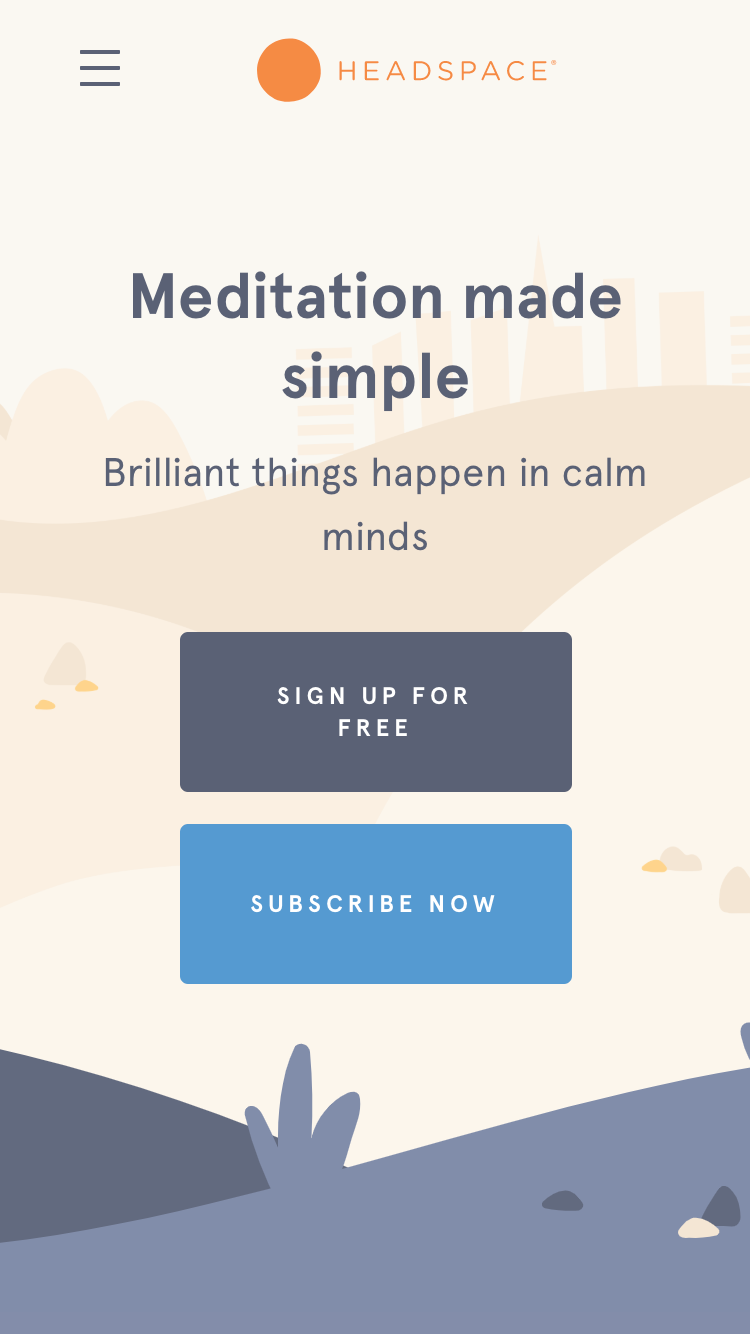 HEADSPACE®
Meditation made
simple
Brilliant things happen in calm
minds
SIGN UP FOR
FREE
SUBSCRIBE NOW